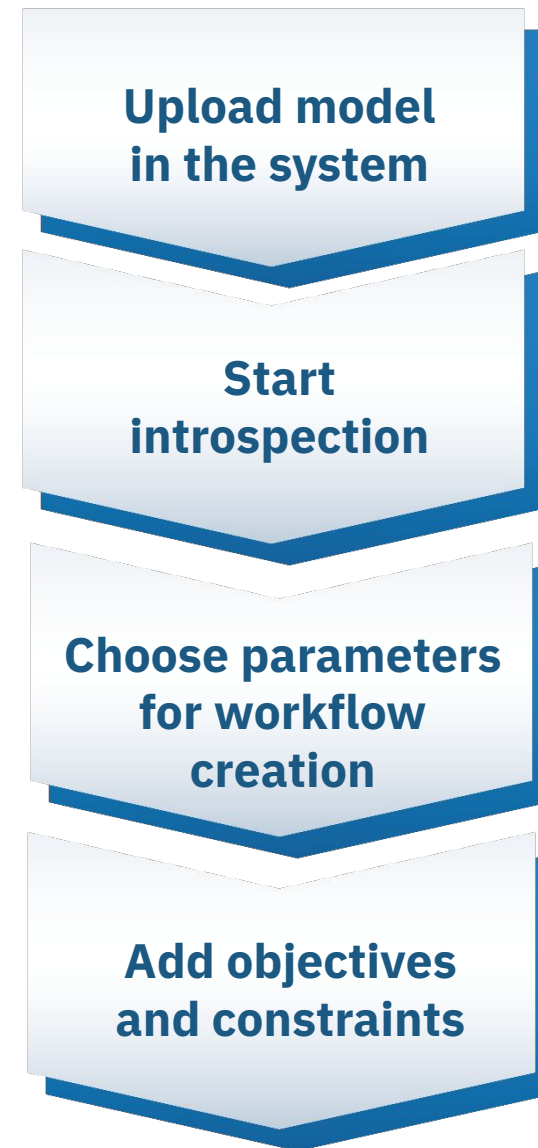 Upload model
in the system
Start
introspection
Choose parameters
for workflow
creation
Add objectives
and constraints